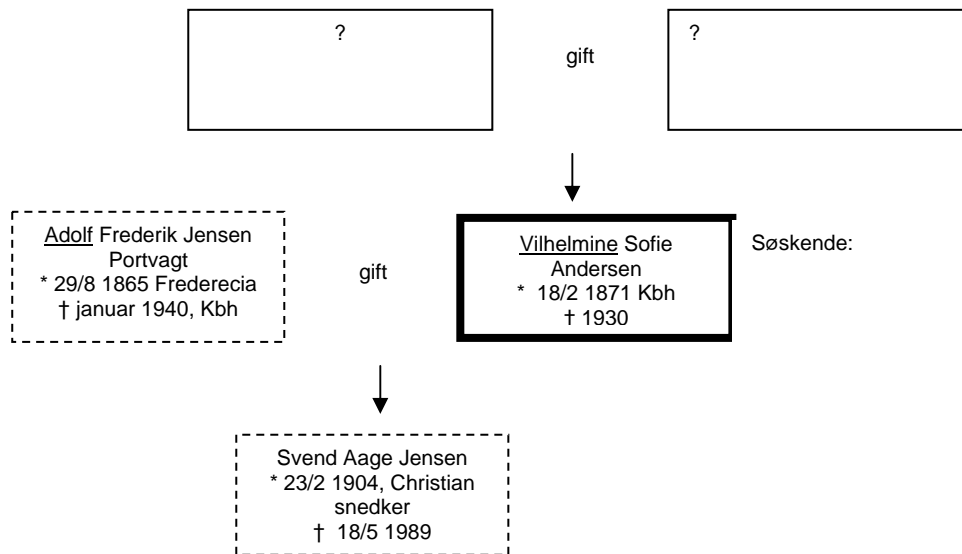 ?
gift
?
Adolf Frederik Jensen
Portvagt
* 29/8 1865 Frederecia
† januar 1940, Kbh
gift
Vilhelmine Sofie
Andersen
* 18/2 1871 Kbh
† 1930
Søskende:
Svend Aage Jensen
* 23/2 1904, Christian
snedker
† 18/5 1989